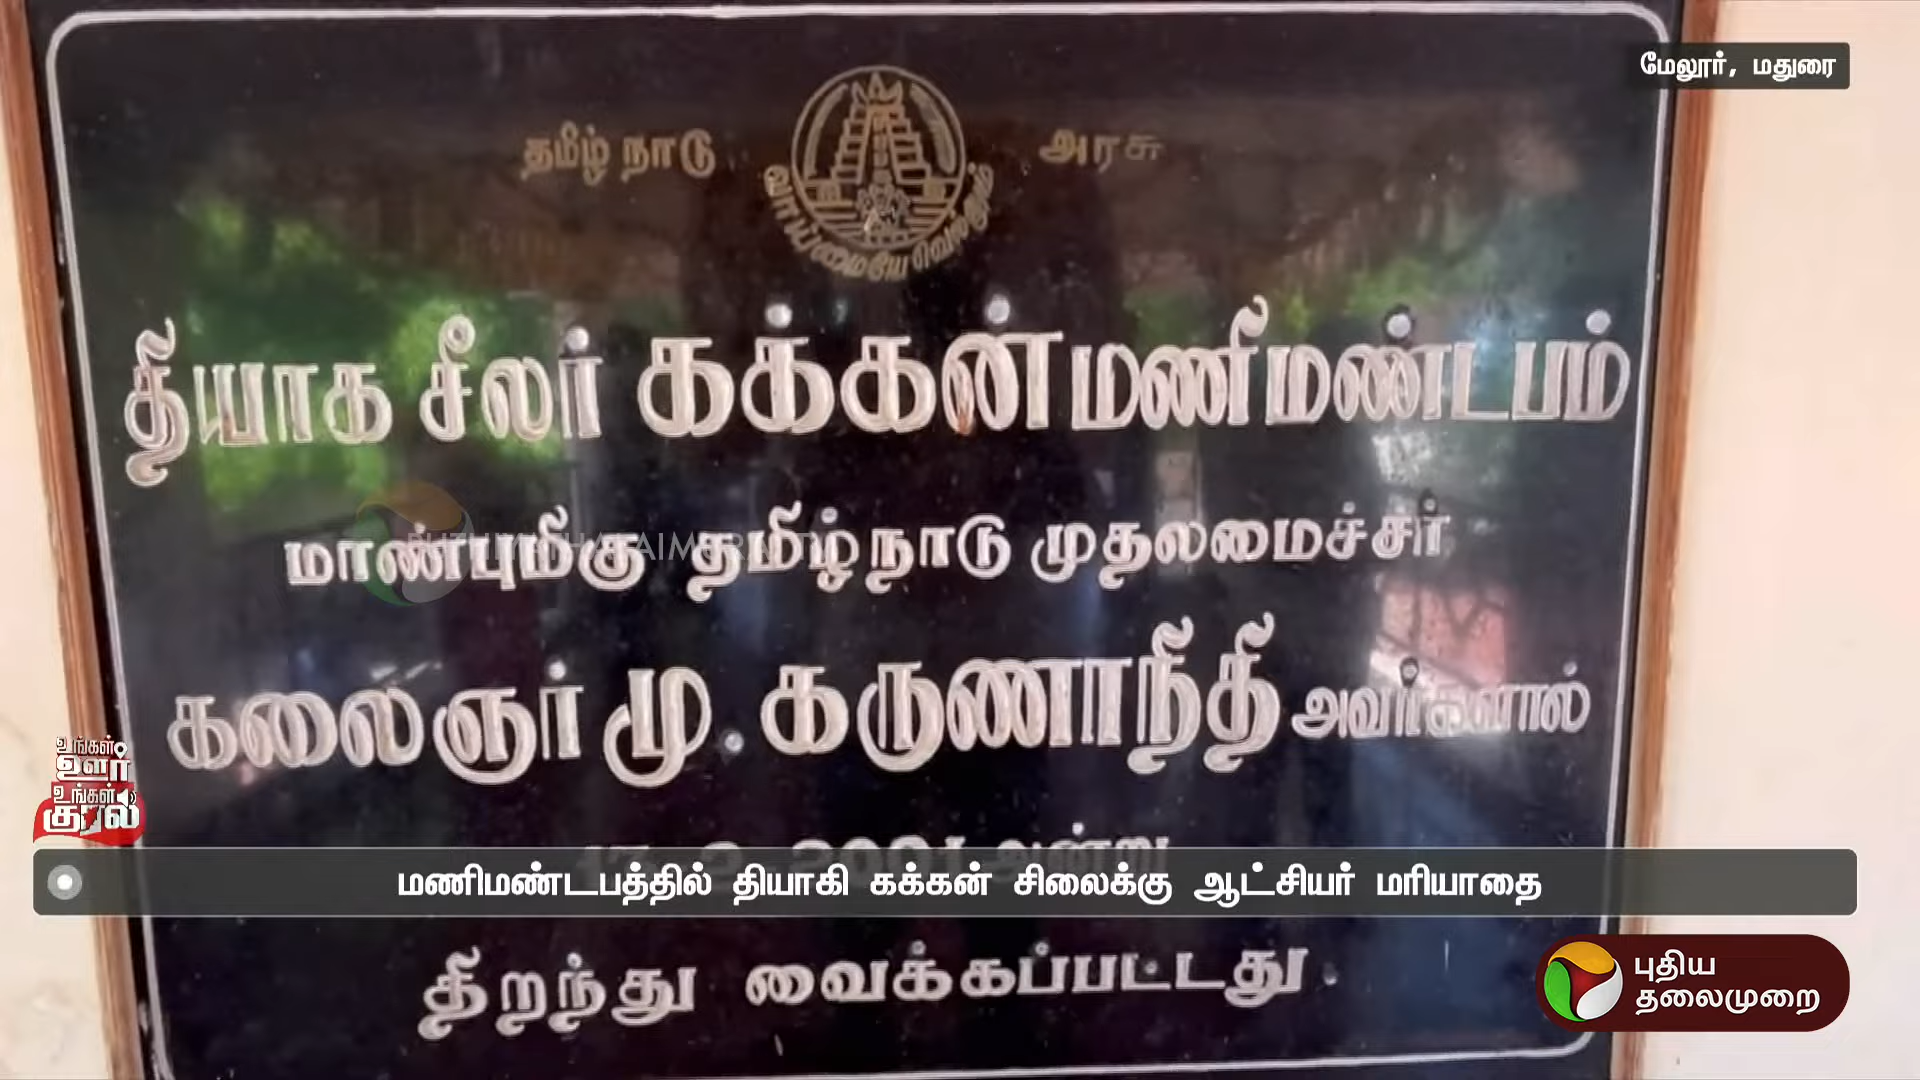 மேலூர், மதுரை
தமிழ் நாடு அரசு
வாய்மையே வெல்லும்
தியாக சீலர் கக்கன் மணிமண்டபம்
மாண்புமிகு தமிழ்நாடு முதலமைச்சர்
கலைஞர் மு. கருணாநிதி அவர்களால்
உங்கள்
ஊர்
உங்கள்
குரல்
மணிமண்டபத்தில் தியாகி கக்கன் சிலைக்கு ஆட்சியர் மரியாதை
திறந்து வைக்கப்பட்டது.
புதிய
தலைமுறை